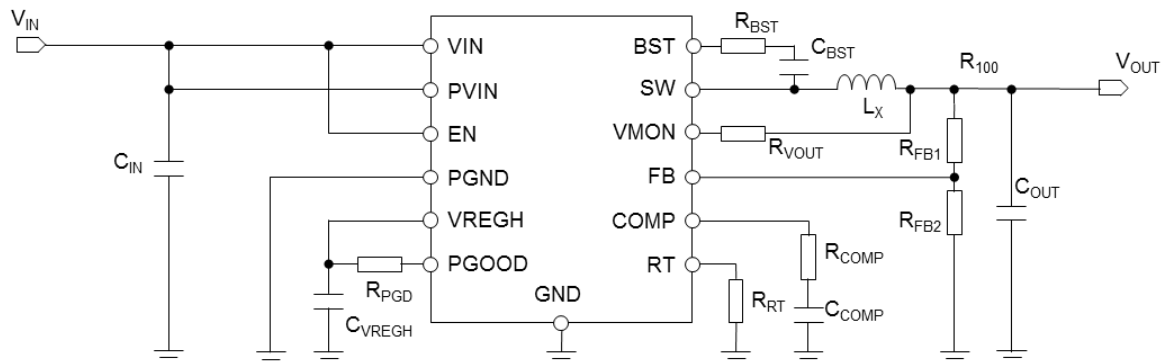 VIN
VIN
PVIN
EN
PGND
VREGH
PGOOD
GND
BST
SW
VMON
FB
COMP
RT
CIN
RPGD
CVREGH
RBST
CBST
LX
RVOUT
R100
RFB1
RFB2
COUT
VOUT
RCOMP
CCOMP
RRT